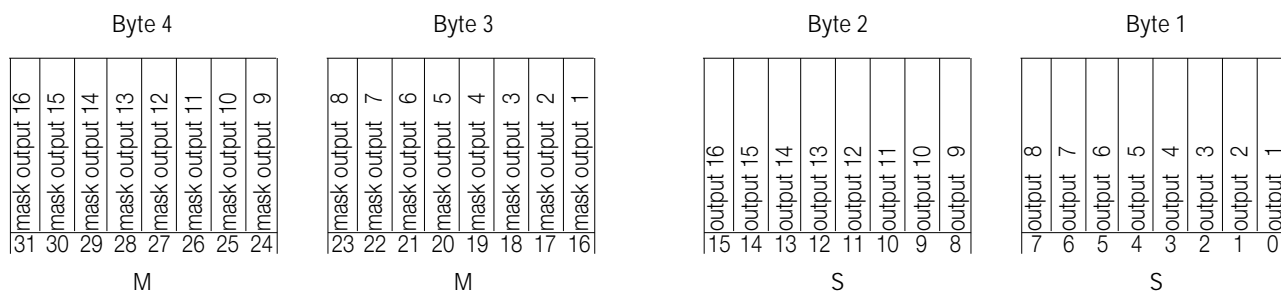 Byte 4 Byte 3 Byte 2 Byte 1
mask output 16
mask output 15
mask output 14
mask output 13
mask output 12
mask output 11
mask output 10
mask output 9
mask output 8
mask output 7
mask output 6
mask output 5
mask output 4
mask output 3
mask output 2
mask output 1
output 16
output 15
output 14
output 13
output 12
output 11
output 10
output 9
output 8
output 7
output 6
output 5
output 4
output 3
output 2
output 1
31 30 29 28 27 26 25 24 23 22 21 20 19 18 17 16 15 14 13 12 11 10 9 8 7 6 5 4 3 2 1 0
M M S S